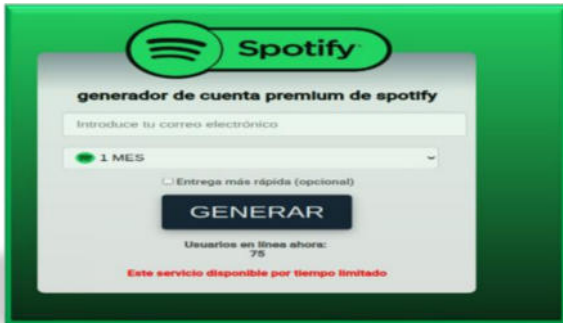 Spotify
generador de cuenta premium de spotify
Introduce tu correo electrónico
1 MES
Entrega más rápida (opcional)
GENERAR
Usuarios en línea ahora:
75
Este servicio disponible por tiempo limitado